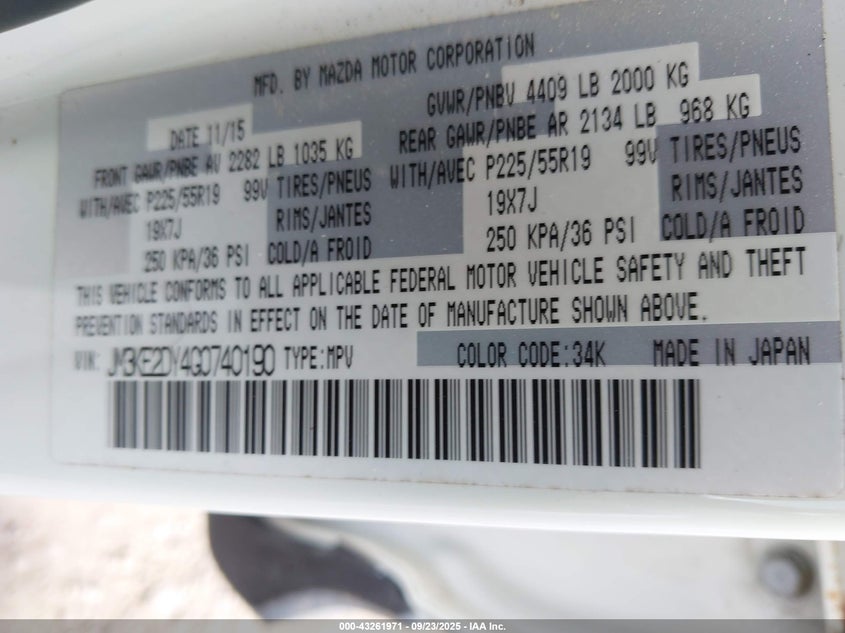 MFD. BY MAZDA MOTOR CORPORATION
DATE 11/15
GVWR/PNBV 4409 LB 2000 KG
FRONT GAWR/PNBE AV 2282 LB 1035 KG
REAR GAWR/PNBE AR 2134 LB 968 KG
WITH/AVEC P225/55R19 99V TIRES/PNEUS
WITH/AVEC P225/55R19 99V TIRES/PNEUS
19X7J RIMS/JANTES
19X7J RIMS/JANTES
250 KPA/36 PSI COLD/A FROID
250 KPA/36 PSI COLD/A FROID
THIS VEHICLE CONFORMS TO ALL APPLICABLE FEDERAL MOTOR VEHICLE SAFETY AND THEFT
PREVENTION STANDARDS IN EFFECT ON THE DATE OF MANUFACTURE SHOWN ABOVE.
VIN: JM3KE2DY4G0740190 TYPE:MPV COLOR CODE:34K MADE IN JAPAN
000-43261971 - 09/23/2025 - IAA Inc.